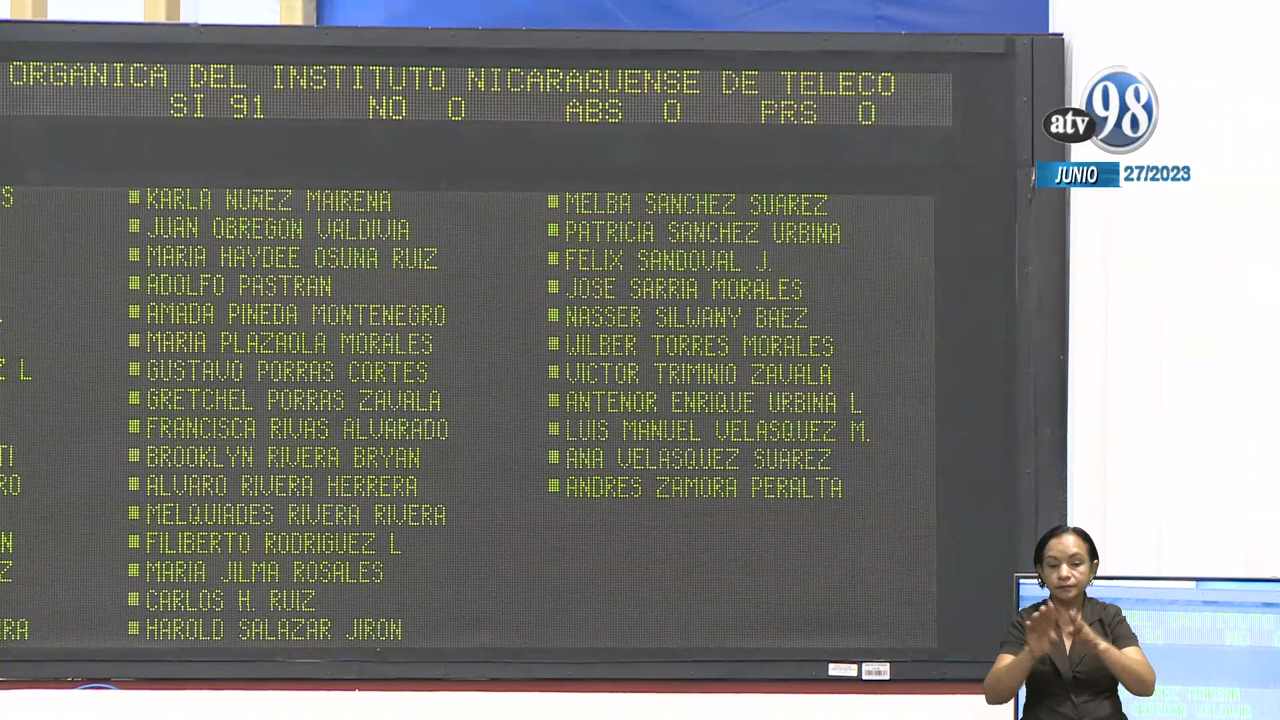 ORGANICA DEL INSTITUTO NICARAGUENSE DE TELECO
SI 91 NO 0 ABS 0 PRS 0
S
Z L
TI
RO
N
Z
RA
KARLA NUÑEZ MAIRENA
JUAN OBREGON VALDIVIA
MARIA HAYDEE OSUNA RUIZ
ADOLFO PASTRAN
AMADA PINEDA MONTENEGRO
MARIA PLAZAOLA MORALES
GUSTAVO PORRAS CORTES
GRETCHEL PORRAS ZAVALA
FRANCISCA RIVAS ALVARADO
BROOKLYN RIVERA BRYAN
ALVARO RIVERA HERRERA
MELQUIADES RIVERA RIVERA
FILIBERTO RODRIGUEZ L
MARIA JILMA ROSALES
CARLOS H. RUIZ
HAROLD SALAZAR JIRON
MELBA SANCHEZ SUAREZ
PATRICIA SANCHEZ URBINA
FELIX SANDOVAL J.
JOSE SARRIA MORALES
NASSER SILWANY BAEZ
WILBER TORRES MORALES
VICTOR TRIMINIO ZAVALA
ANTENOR ENRIQUE URBINA L
LUIS MANUEL VELASQUEZ M.
ANA VELASQUEZ SUAREZ
ANDRES ZAMORA PERALTA
atv 98
JUNIO 27/2023